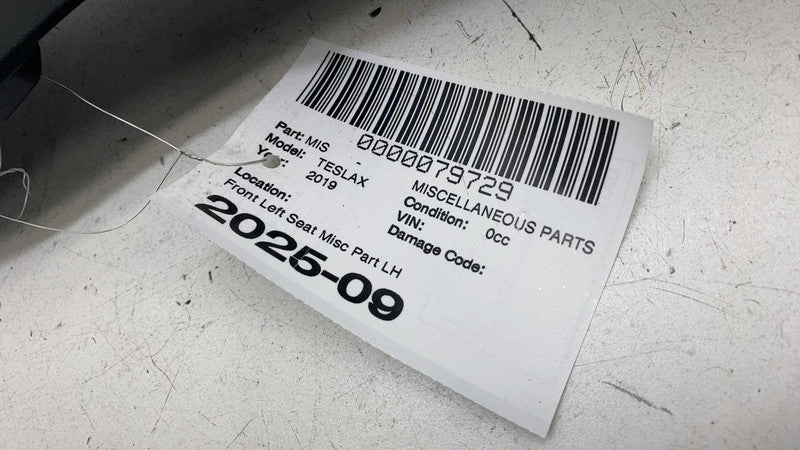 0000079729
Part: MIS - MISCELLANEOUS PARTS
Model: TESLAX Condition: 0cc
Year: 2019 VIN:
Damage Code:
Location:
Front Left Seat Misc Part LH
2025-09